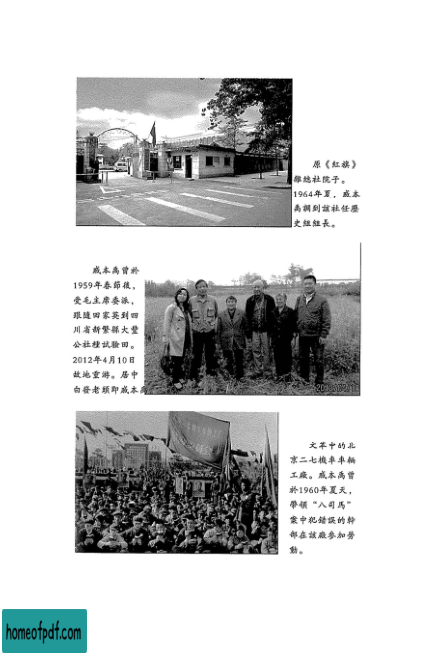 原《紅旗》
雜誌社院子。
1964年夏，戚本
禹調到該社任歷
史組組長。
戚本禹曾於
1959年春節後，
受毛主席委派，
跟隨田家英到四
川省新繁縣大豐
公社種試驗田。
2012年4月10日
故地重游。居中
白發老頭即戚本禹
文革中的北
京二七機車車輛
工廠。戚本禹曾
於1960年夏天，
帶領“八司馬”
案中犯錯誤的幹
部在該廠參加勞
動。
homeofpdf.com